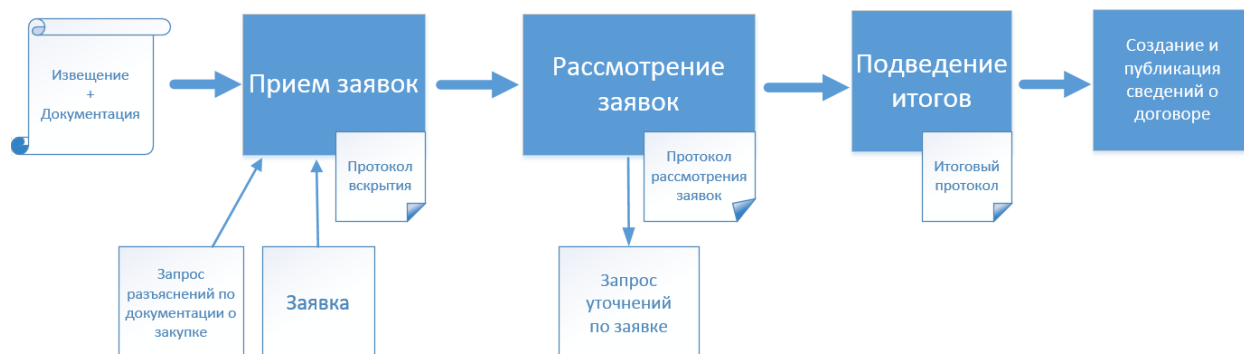 Извещение
+
Документация
Прием заявок
Протокол
вскрытия
Запрос
разъяснений по
документации о
закупке
Заявка
Рассмотрение
заявок
Протокол
рассмотрения
заявок
Запрос
уточнений
по заявке
Подведение
итогов
Итоговый
протокол
Создание и
публикация
сведений о
договоре